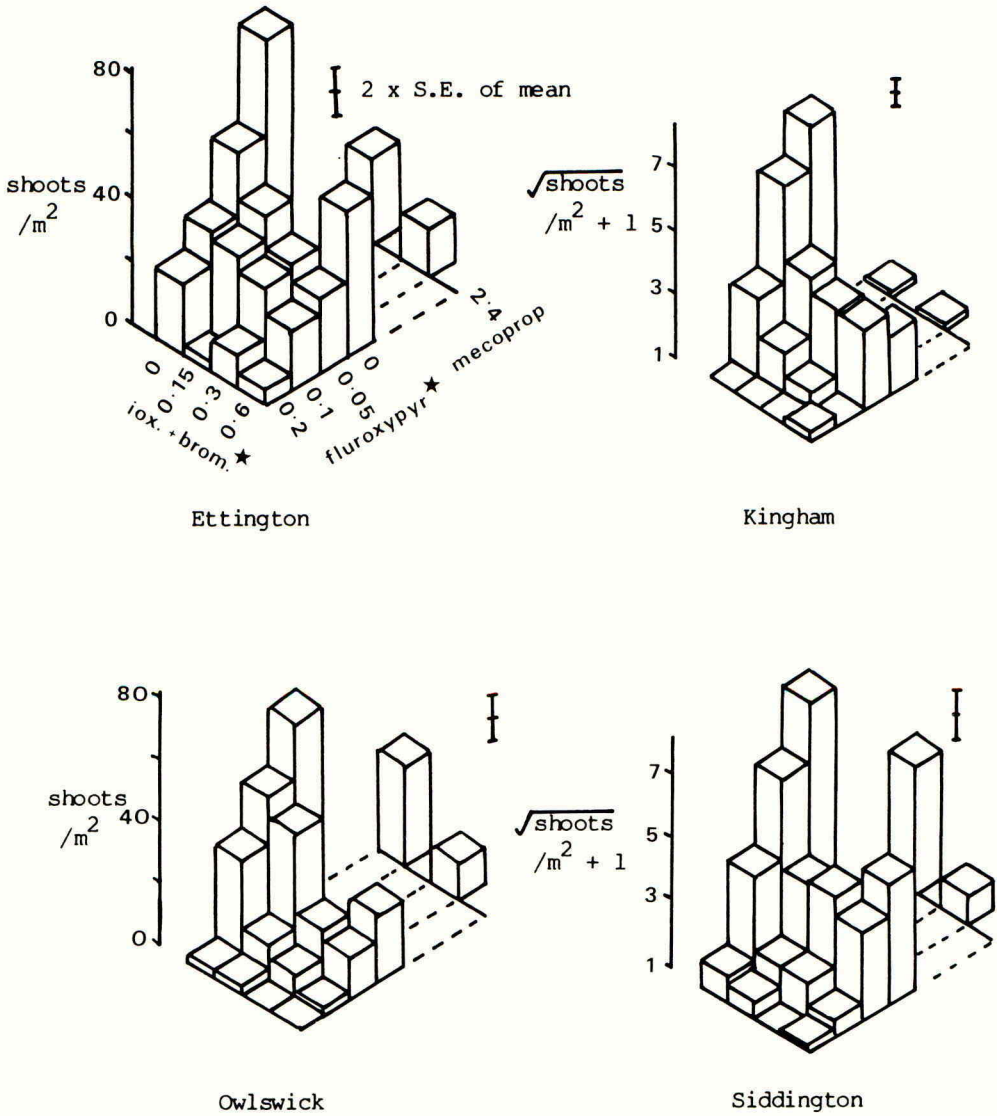 80
40
0
shoots
/m²
2 x S.E. of mean
0
0·15
0·3
0·6
iox. + brom. ★
0·2
0·1
0·05
0
fluroxypyr ★
mecoprop
2·4
Ettington
√shoots
/m² + 1
7
5
3
1
Kingham
80
40
0
shoots
/m²
Owlswick
√shoots
/m² + 1
7
5
3
1
Siddington